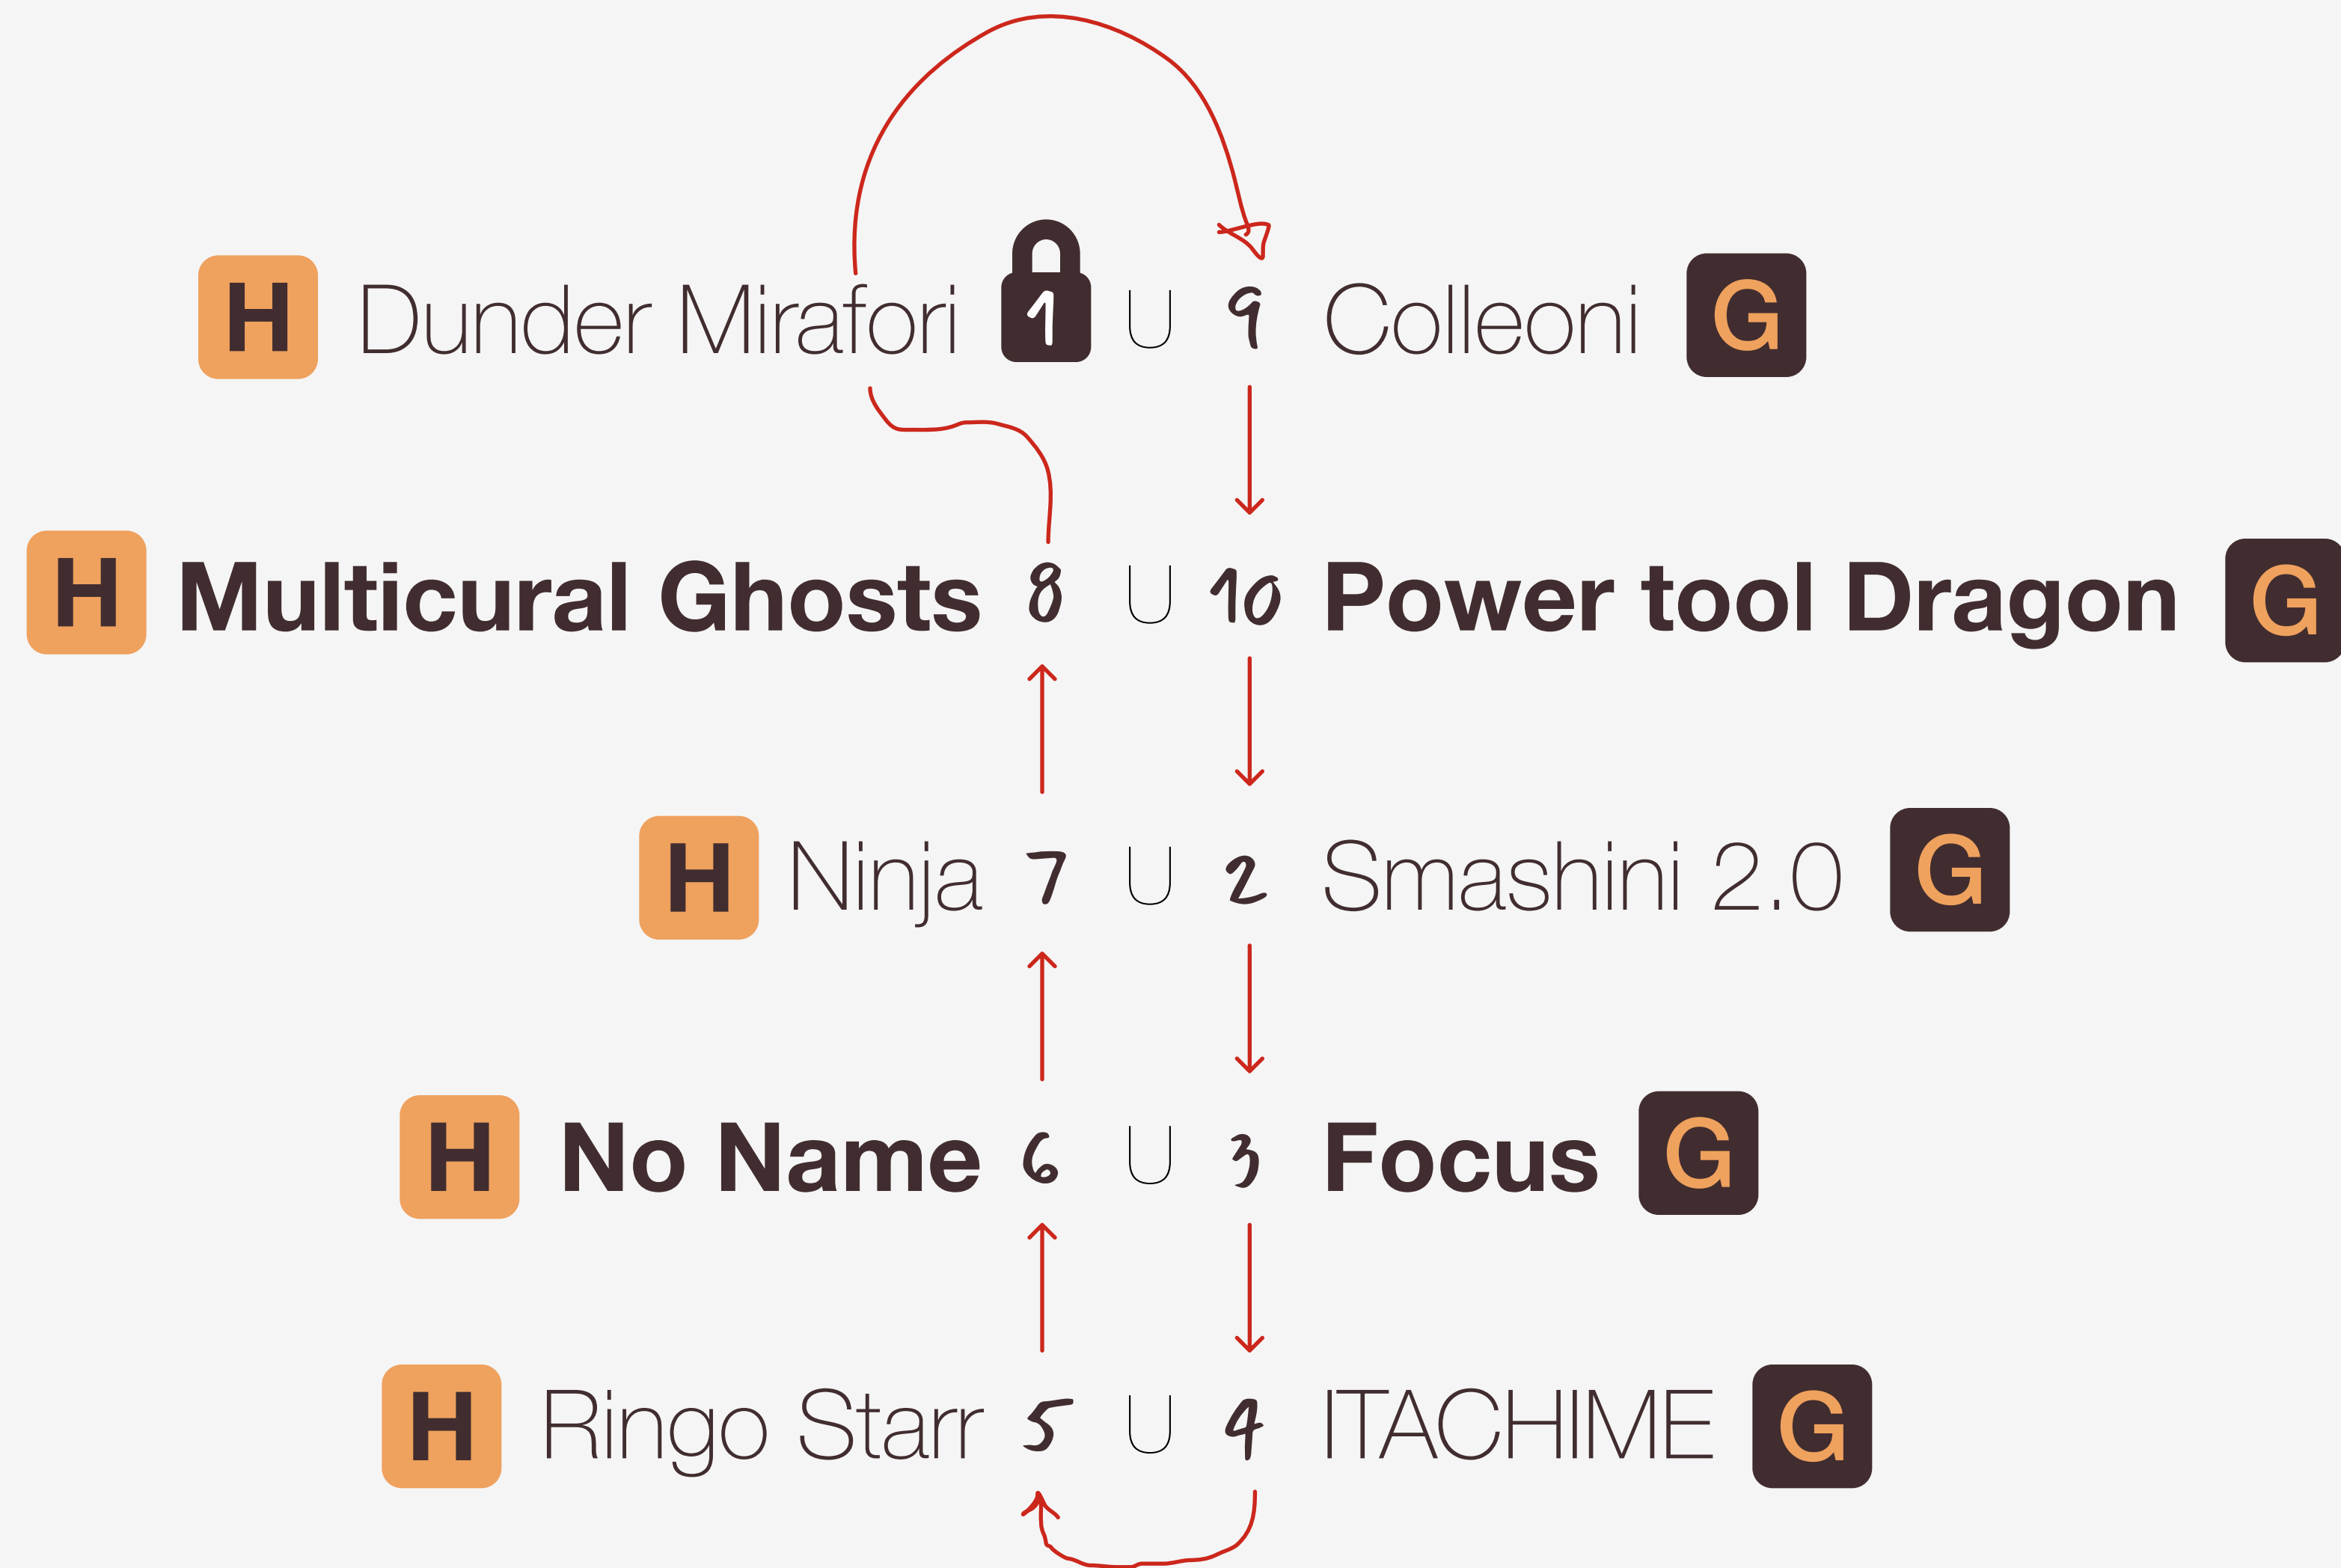 H Dunder Mirafori 1 U 9 Colleoni G
H Multicural Ghosts 8 U 10 Power tool Dragon G
H Ninja 7 U 2 Smashini 2.0 G
H No Name 6 U 3 Focus G
H Ringo Starr 5 U 4 ITACHIME G